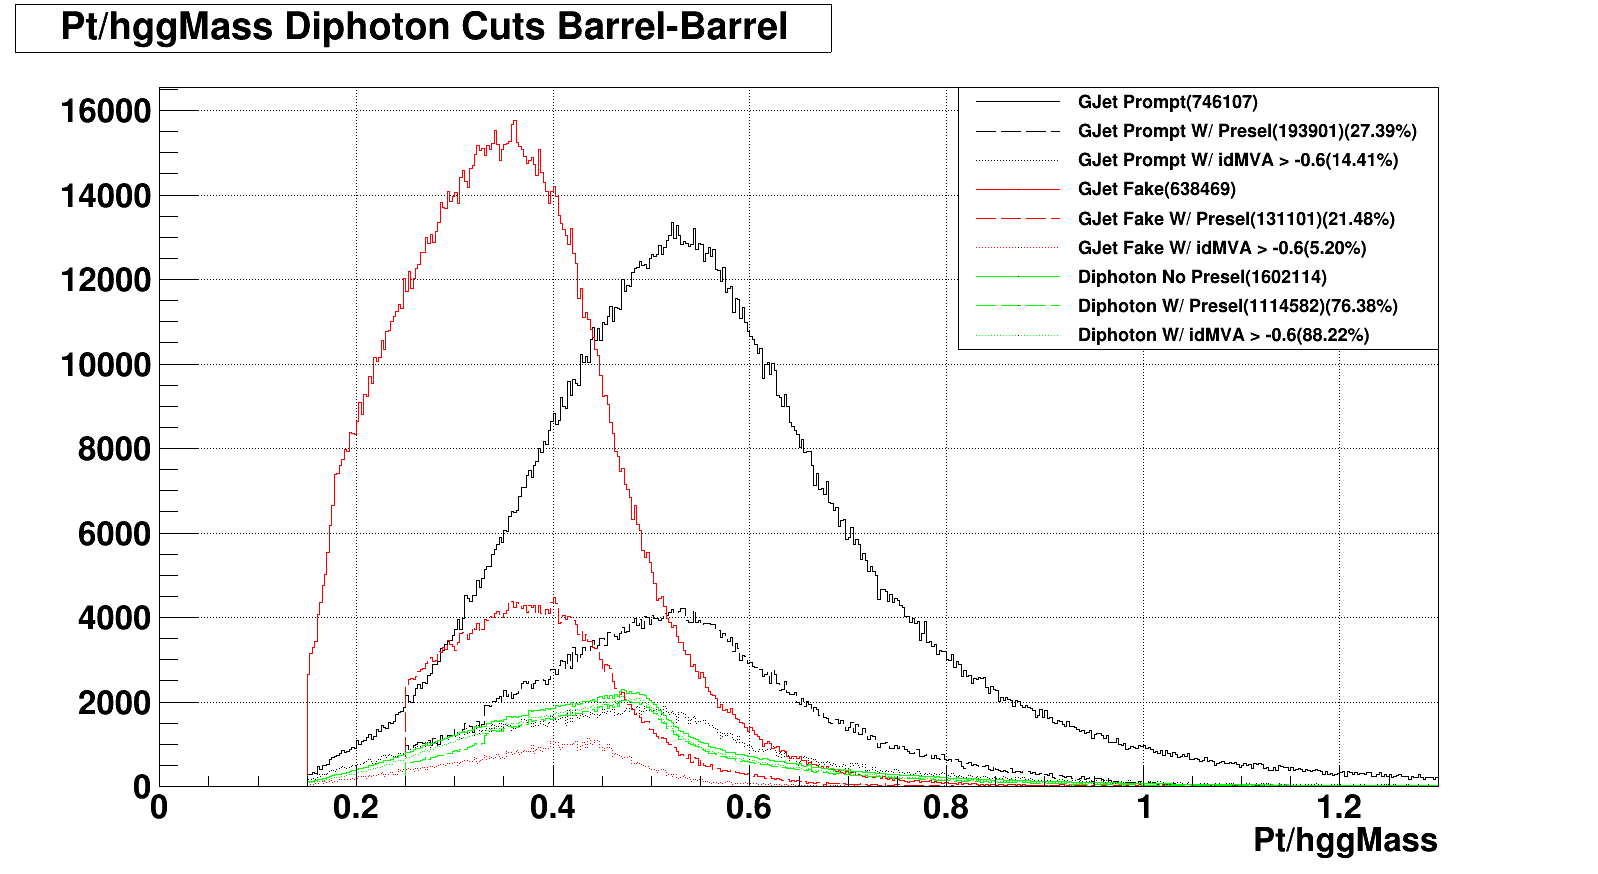 Pt/hggMass Diphoton Cuts Barrel-Barrel
16000
14000
12000
10000
8000
6000
4000
2000
0
GJet Prompt(746107)
GJet Prompt W/ Presel(193901)(27.39%)
GJet Prompt W/ idMVA > -0.6(14.41%)
GJet Fake(638469)
GJet Fake W/ Presel(131101)(21.48%)
GJet Fake W/ idMVA > -0.6(5.20%)
Diphoton No Presel(1602114)
Diphoton W/ Presel(1114582)(76.38%)
Diphoton W/ idMVA > -0.6(88.22%)
0 0.2 0.4 0.6 0.8 1 1.2
Pt/hggMass